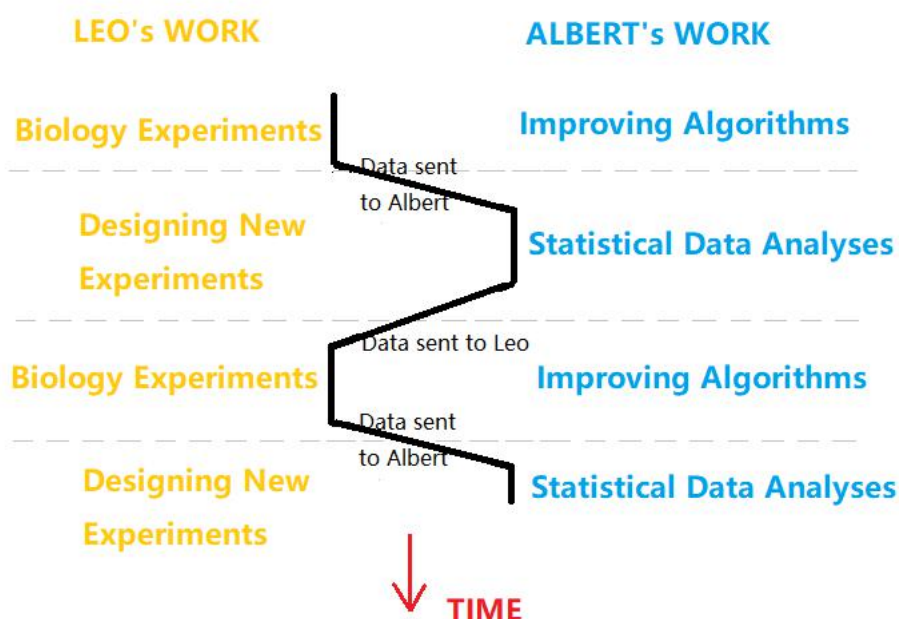 LEO's WORK
ALBERT's WORK
Biology Experiments
Improving Algorithms
Data sent
to Albert
Designing New
Experiments
Statistical Data Analyses
Data sent to Leo
Biology Experiments
Improving Algorithms
Data sent
to Albert
Designing New
Experiments
Statistical Data Analyses
TIME